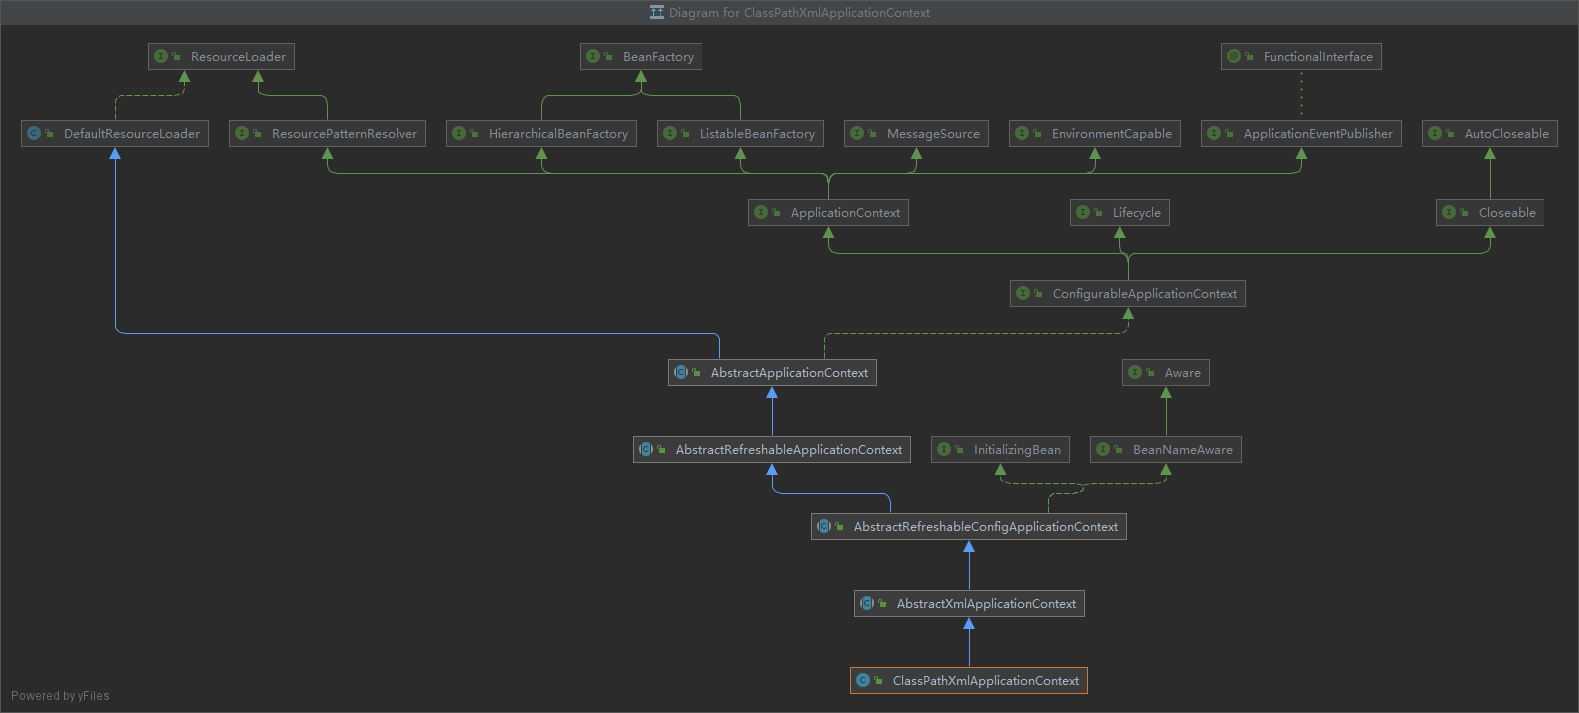 Diagram for ClassPathXmlApplicationContext
ResourceLoader
BeanFactory
FunctionalInterface
DefaultResourceLoader
ResourcePatternResolver
HierarchicalBeanFactory
ListableBeanFactory
MessageSource
EnvironmentCapable
ApplicationEventPublisher
AutoCloseable
ApplicationContext
Lifecycle
Closeable
ConfigurableApplicationContext
AbstractApplicationContext
Aware
AbstractRefreshableApplicationContext
InitializingBean
BeanNameAware
AbstractRefreshableConfigApplicationContext
AbstractXmlApplicationContext
ClassPathXmlApplicationContext
Powered by yFiles